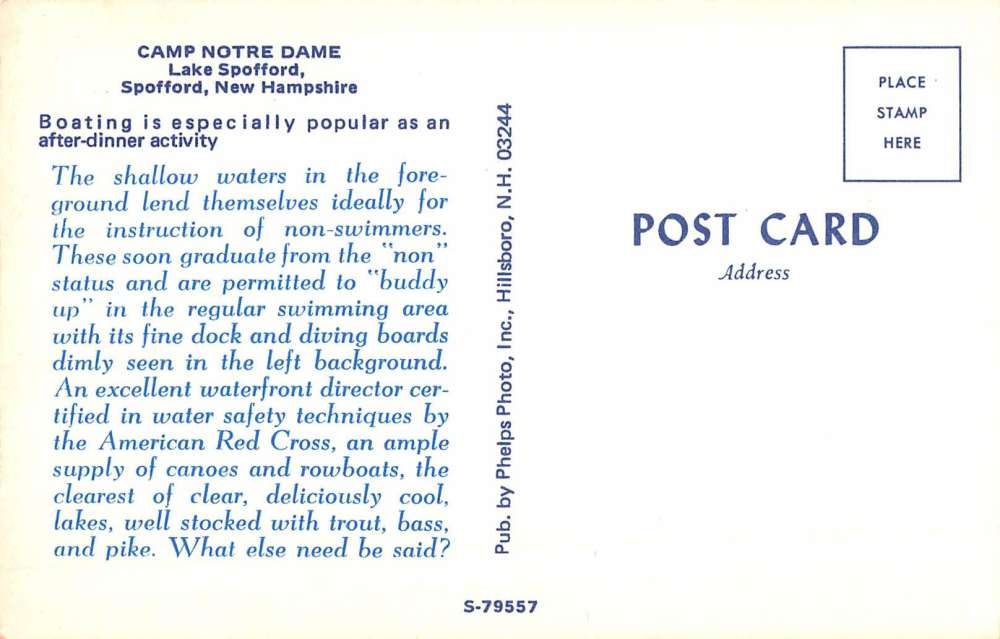 CAMP NOTRE DAME
Lake Spofford,
Spofford, New Hampshire
Boating is especially popular as an
after-dinner activity
The shallow waters in the fore-
ground lend themselves ideally for
the instruction of non-swimmers.
These soon graduate from the "non"
status and are permitted to "buddy
up" in the regular swimming area
with its fine dock and diving boards
dimly seen in the left background.
An excellent waterfront director cer-
tified in water safety techniques by
the American Red Cross, an ample
supply of canoes and rowboats, the
clearest of clear, deliciously cool,
lakes, well stocked with trout, bass,
and pike. What else need be said?
Pub. by Phelps Photo, Inc., Hillsboro, N.H. 03244
S-79557
PLACE
STAMP
HERE
POST CARD
Address